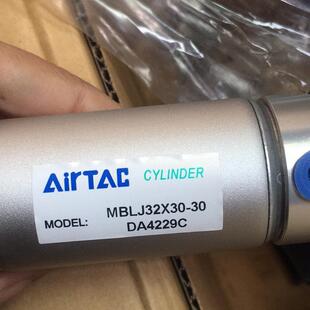 AirTAC CYLINDER
MODEL: MBLJ32X30-30
DA4229C